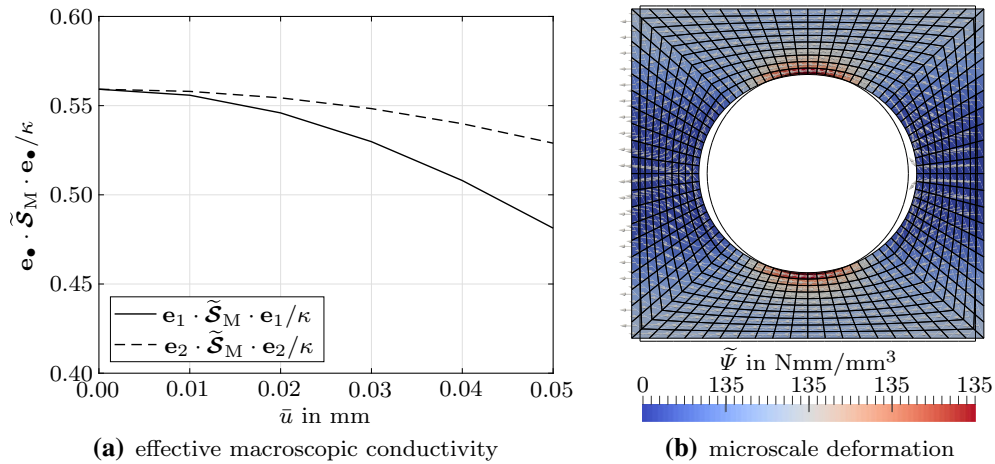 0.60
0.55
0.50
0.45
0.40
e● · S̃M · e●/κ
e1 · S̃M · e1/κ
e2 · S̃M · e2/κ
0.00 0.01 0.02 0.03 0.04 0.05
ū in mm
(a) effective macroscopic conductivity
Ψ̃ in Nmm/mm³
0 135 135 135 135
(b) microscale deformation